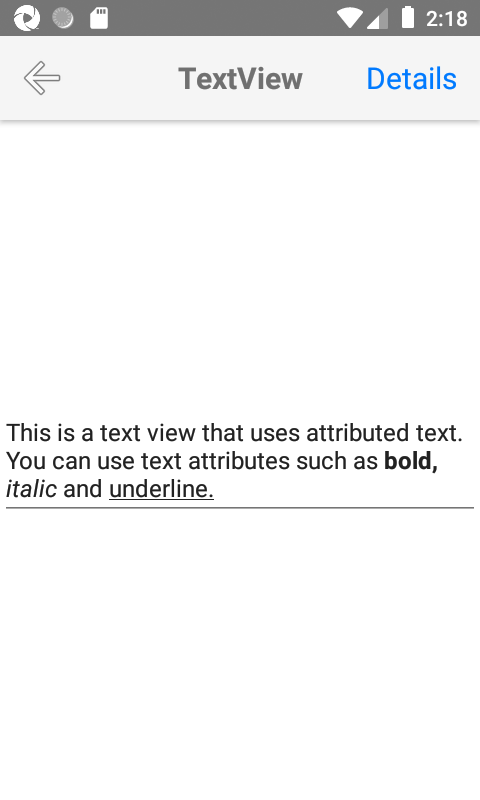 2:18
TextView
Details
This is a text view that uses attributed text.
You can use text attributes such as bold,
italic and underline.